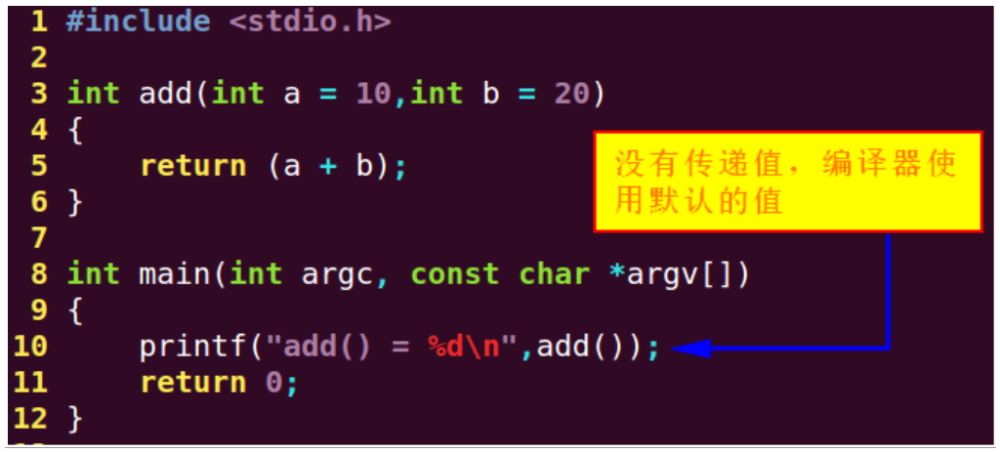 1 #include <stdio.h>
2
3 int add(int a = 10,int b = 20)
4 {
5     return (a + b);
6 }
7
8 int main(int argc, const char *argv[])
9 {
10     printf("add() = %d\n",add());
11     return 0;
12 }
没有传递值，编译器使
用默认的值